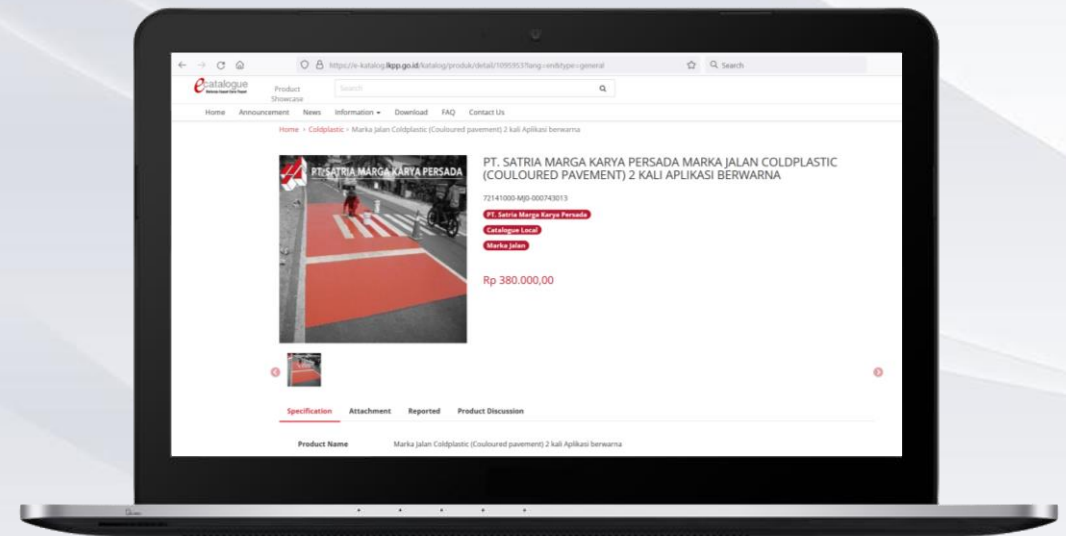 https://e-katalog.lkpp.go.id/katalog/produk/detail/1095953?lang=en&type=general
Search
ecatalogue
Product Showcase
Search
Home Announcement News Information Download FAQ Contact Us
Home > Coldplastic > Marka Jalan Coldplastic (Couloured pavement) 2 kali Aplikasi berwarna
PT. SATRIA MARGA KARYA PERSADA
PT. SATRIA MARGA KARYA PERSADA MARKA JALAN COLDPLASTIC
(COULOURED PAVEMENT) 2 KALI APLIKASI BERWARNA
72141000-MJ0-000743013
PT. Satria Marga Karya Persada
Catalogue Local
Marka Jalan
Rp 380.000,00
Specification Attachment Reported Product Discussion
Product Name Marka Jalan Coldplastic (Couloured pavement) 2 kali Aplikasi berwarna